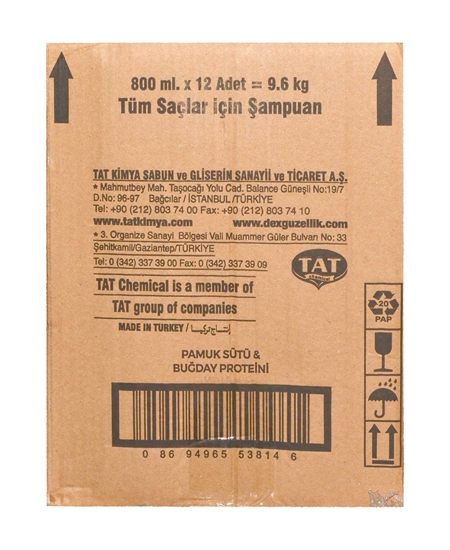 800 ml. x 12 Adet = 9.6 kg
Tüm Saçlar için Şampuan
TAT KİMYA SABUN ve GLİSERİN SANAYİİ ve TİCARET A.Ş.
* Mahmutbey Mah. Taşocağı Yolu Cad. Balance Güneşli No:19/7
D.No: 96-97 Bağcılar / İSTANBUL /TÜRKİYE
Tel: +90 (212) 803 74 00 Fax: +90 (212) 803 74 10
www.tatkimya.com www.dexguzellik.com
* 3. Organize Sanayi Bölgesi Vali Muammer Güler Bulvarı No: 33
Şehitkamil/Gaziantep/TÜRKİYE
Tel: 0 (342) 337 39 00 Fax: 0 (342) 337 39 09
TAT
chemical
TAT Chemical is a member of
TAT group of companies
MADE IN TURKEY / إنتاج تركيا
20
PAP
PAMUK SÜTÜ &
BUĞDAY PROTEİNİ
0 86 94965 53814 6